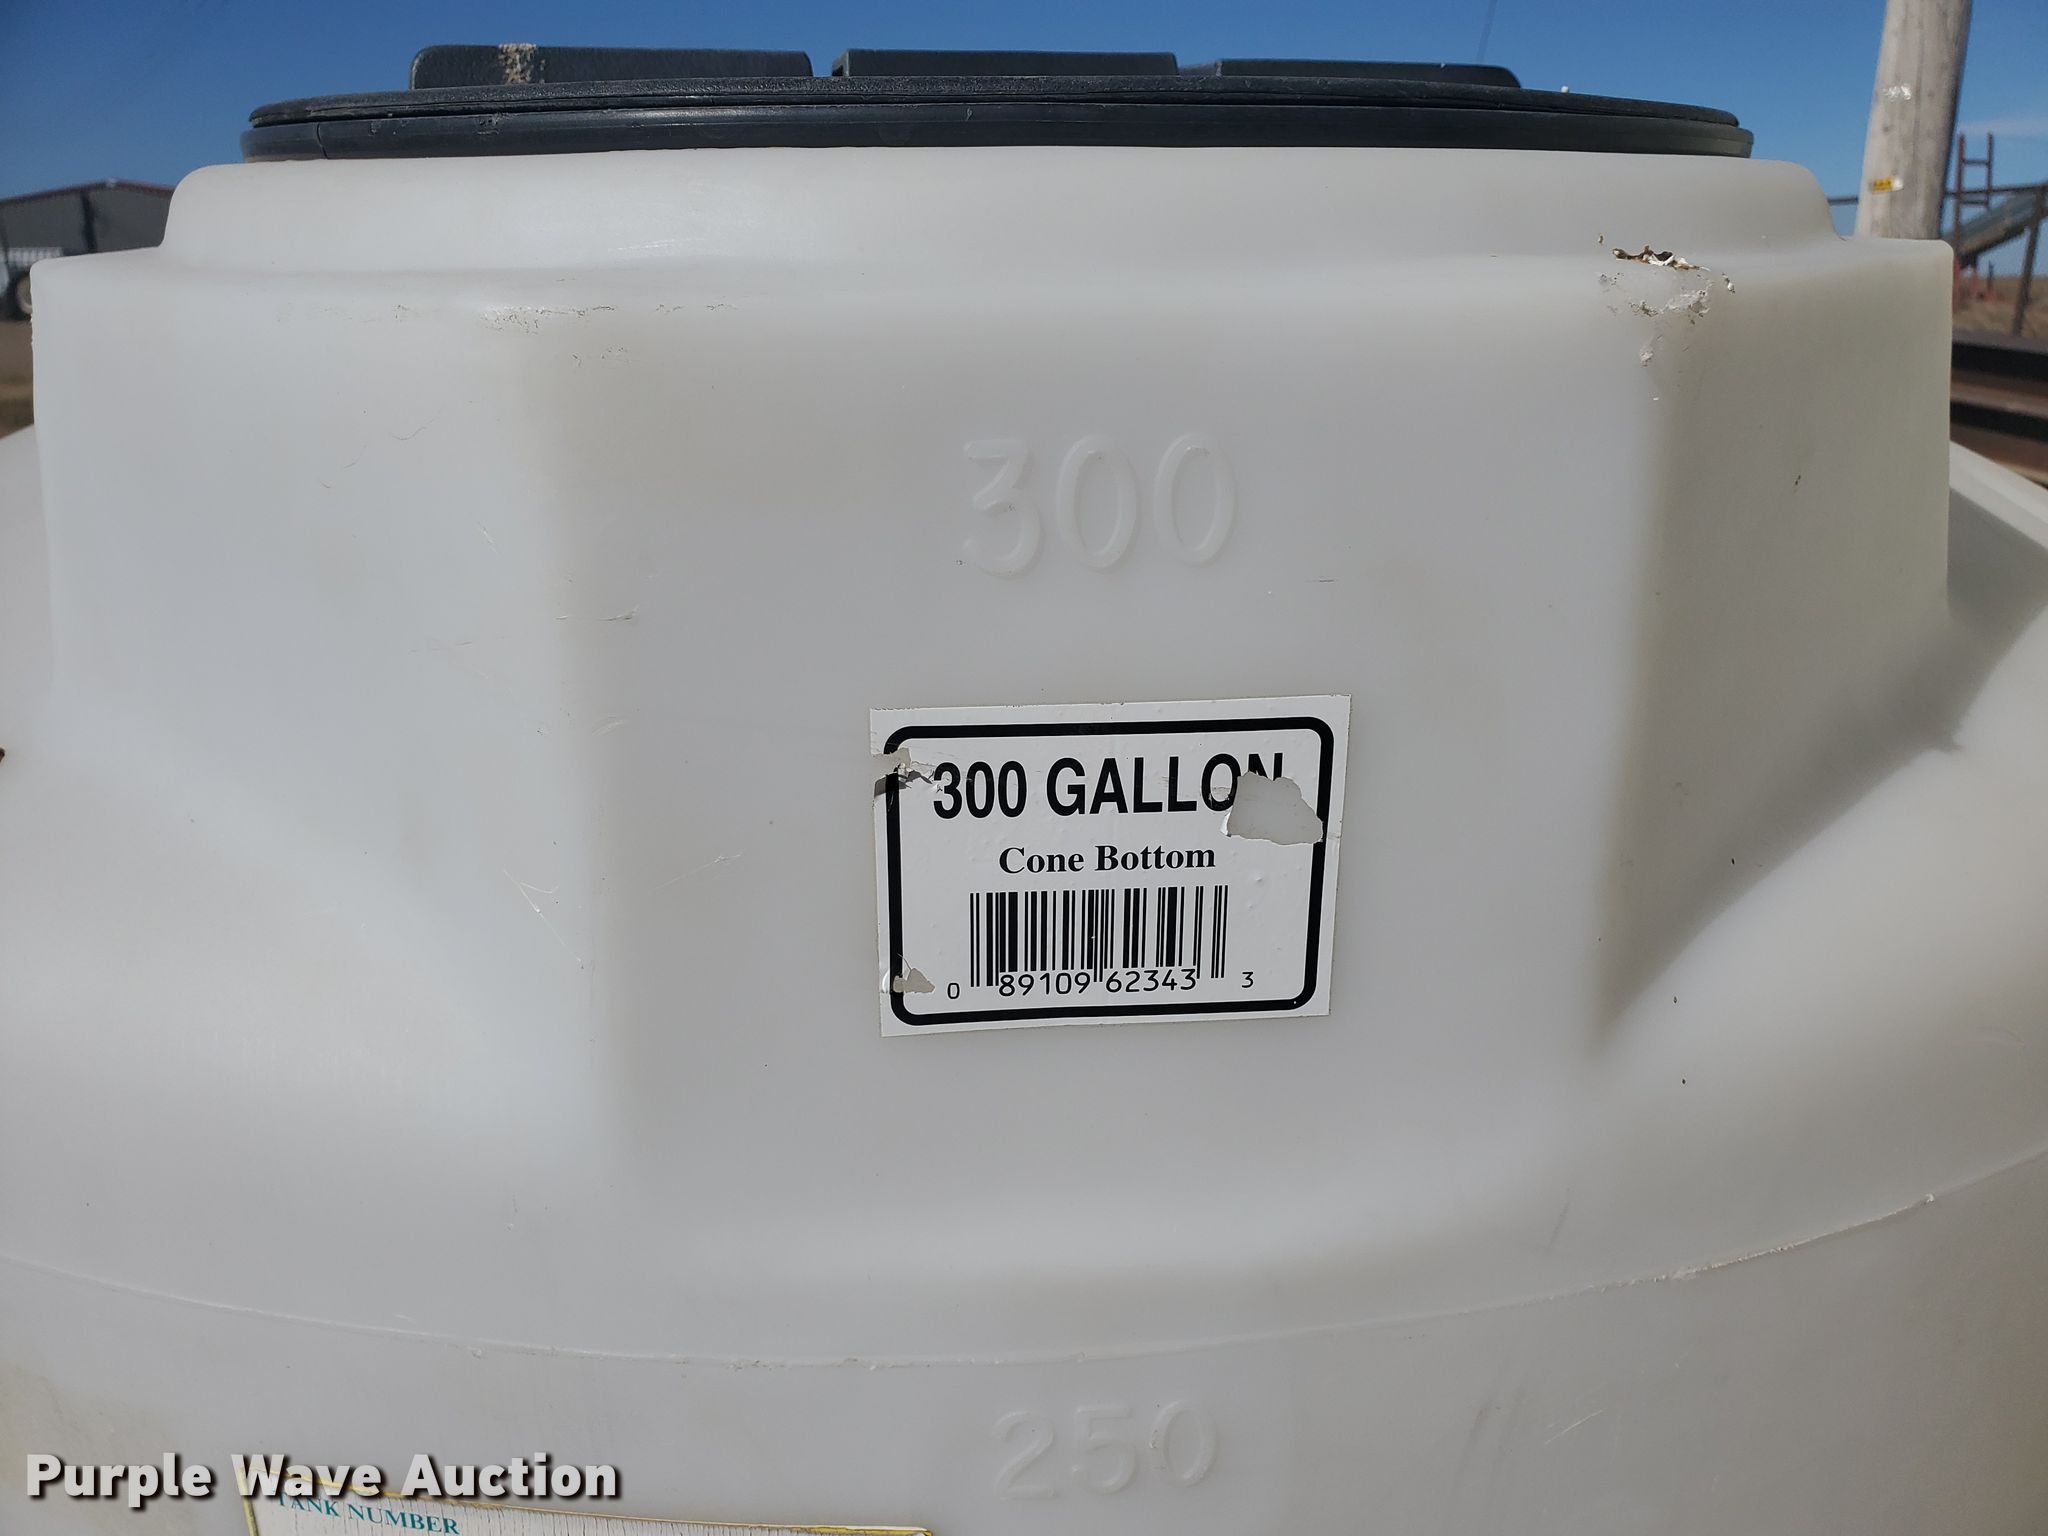 300
300 GALLON
Cone Bottom
0 89109 62343 3
250
Purple Wave Auction
TANK NUMBER